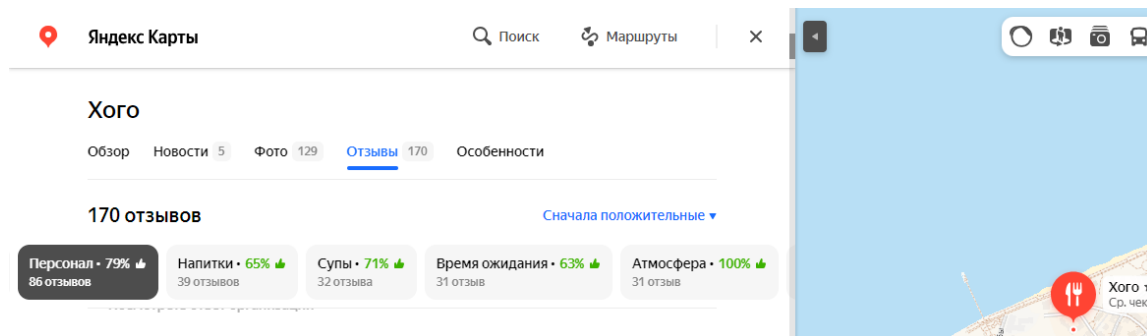 Яндекс Карты
Поиск
Маршруты
Хого
Обзор Новости 5 Фото 129 Отзывы 170 Особенности
170 отзывов
Сначала положительные
Персонал • 79%
86 отзывов
Напитки • 65%
39 отзывов
Супы • 71%
32 отзыва
Время ожидания • 63%
31 отзыв
Атмосфера • 100%
31 отзыв
Хого
Ср. чек